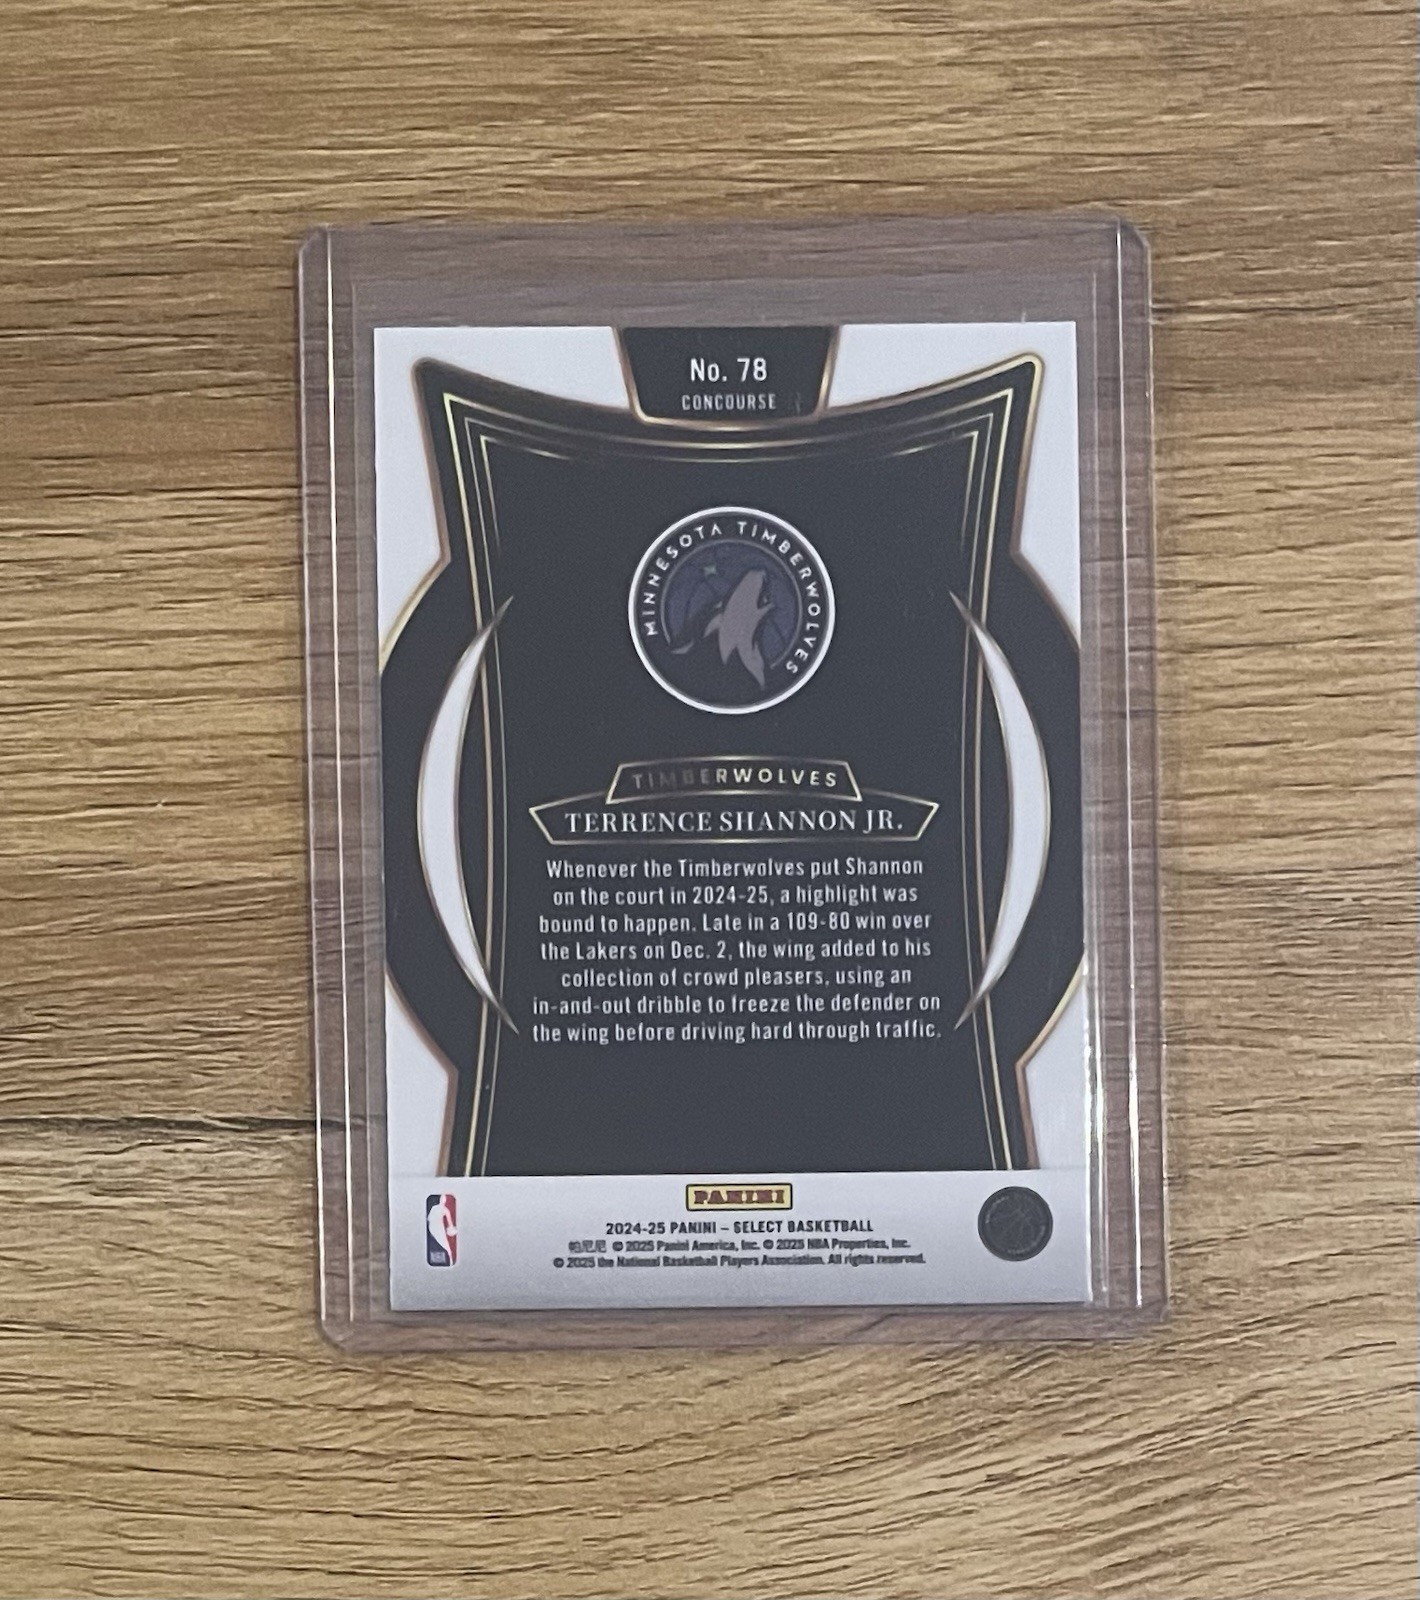 No. 78
CONCOURSE
MINNESOTA TIMBERWOLVES
TIMBERWOLVES
TERRENCE SHANNON JR.
Whenever the Timberwolves put Shannon
on the court in 2024-25, a highlight was
bound to happen. Late in a 109-80 win over
the Lakers on Dec. 2, the wing added to his
collection of crowd pleasers, using an
in-and-out dribble to freeze the defender on
the wing before driving hard through traffic.
PANINI
2024-25 PANINI – SELECT BASKETBALL
帕尼尼 © 2025 Panini America, Inc. © 2025 NBA Properties, Inc.
© 2025 the National Basketball Players Association. All rights reserved.
NBA